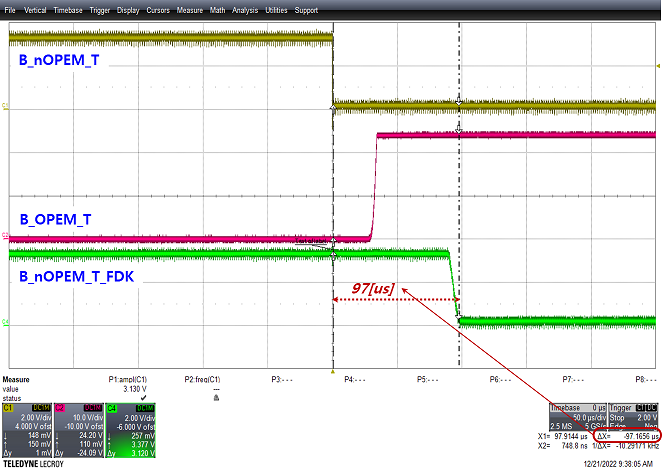 File Vertical Timebase Trigger Display Cursors Measure Math Analysis Utilities Support
B_nOPEM_T
C1
B_OPEM_T
B_nOPEM_T_FDK
97[us]
C4
Measure P1:ampl(C1) P2:freq(C1) P3:--- P4:--- P5:--- P6:--- P7:--- P8:---
value 3.130 V ---
status
C1 DC1M C2 DC1M C4 DC1M Timebase 0 µs Trigger C1 DC
2.00 V/div 10.0 V/div 2.00 V/div 50.0 µs/div Stop 2.00 V
4.000 V ofst -10.00 V ofst -6.000 V ofst 2.5 MS 5 GS/s Edge Neg
148 mV 24.20 V 257 mV X1= 97.9144 µs ΔX= -97.1656 µs
150 mV 110 mV 3.377 V X2= 748.8 ns 1/ΔX= -10.29171 kHz
Δy 1 mV Δy -24.09 V Δy 3.120 V
TELEDYNE LECROY 12/21/2022 9:38:05 AM